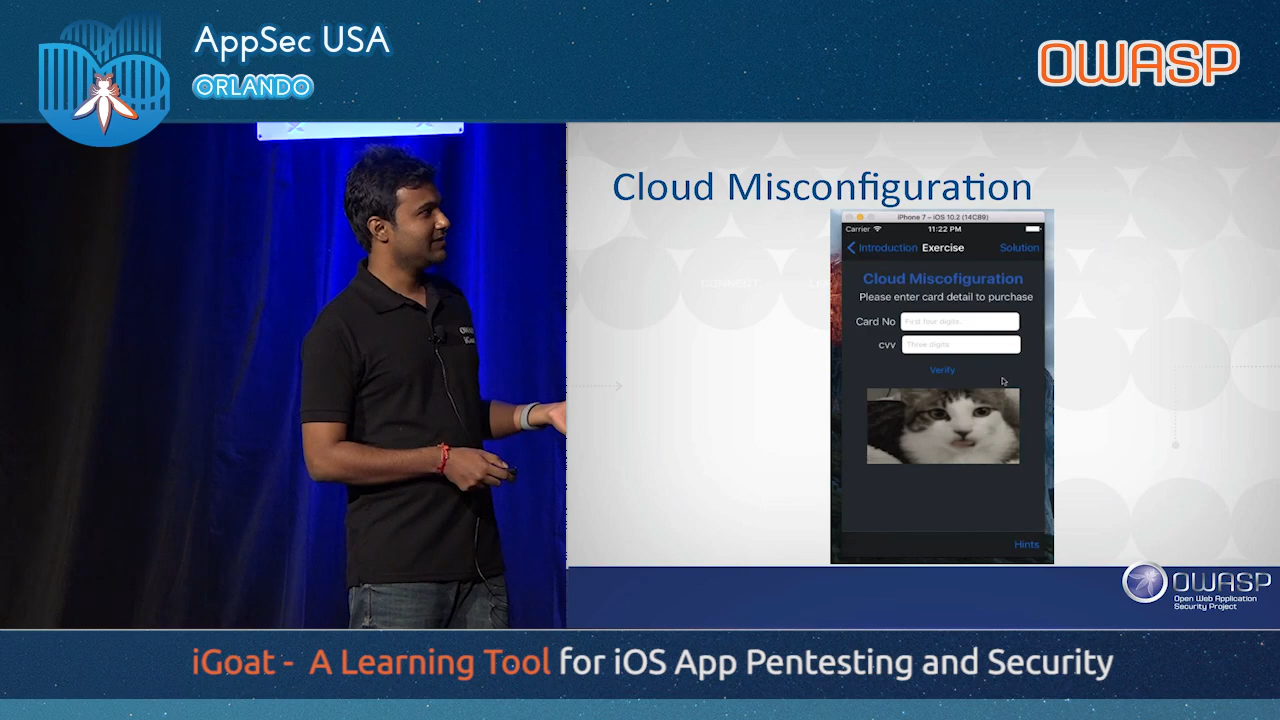 AppSec USA
ORLANDO
OWASP
Cloud Misconfiguration
iPhone 7 – iOS 10.2 (14C89)
Carrier
11:22 PM
Introduction
Exercise
Solution
Cloud Miscofiguration
Please enter card detail to purchase
Card No
First four digits
cvv
Three digits
Verify
Hints
OWASP
Open Web Application
Security Project
iGoat - A Learning Tool for iOS App Pentesting and Security